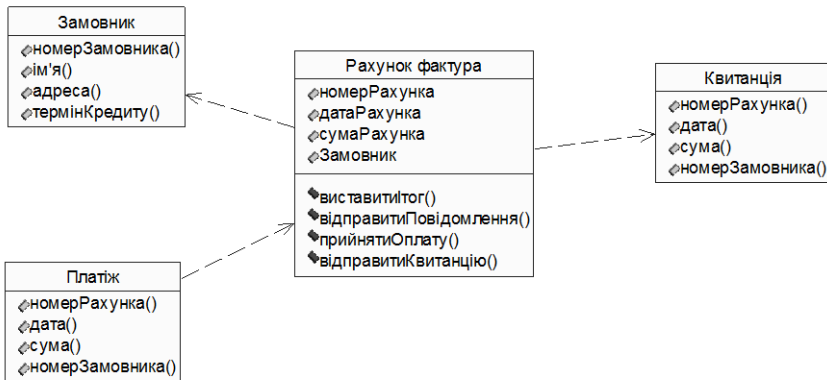 Замовник
номерЗамовника()
ім'я()
адреса()
термінКредиту()
Рахунок фактура
номерРахунка
датаРахунка
сумаРахунка
Замовник
виставитиІтог()
відправитиПовідомлення()
прийнятиОплату()
відправитиКвитанцію()
Квитанція
номерРахунка()
дата()
сума()
номерЗамовника()
Платіж
номерРахунка()
дата()
сума()
номерЗамовника()